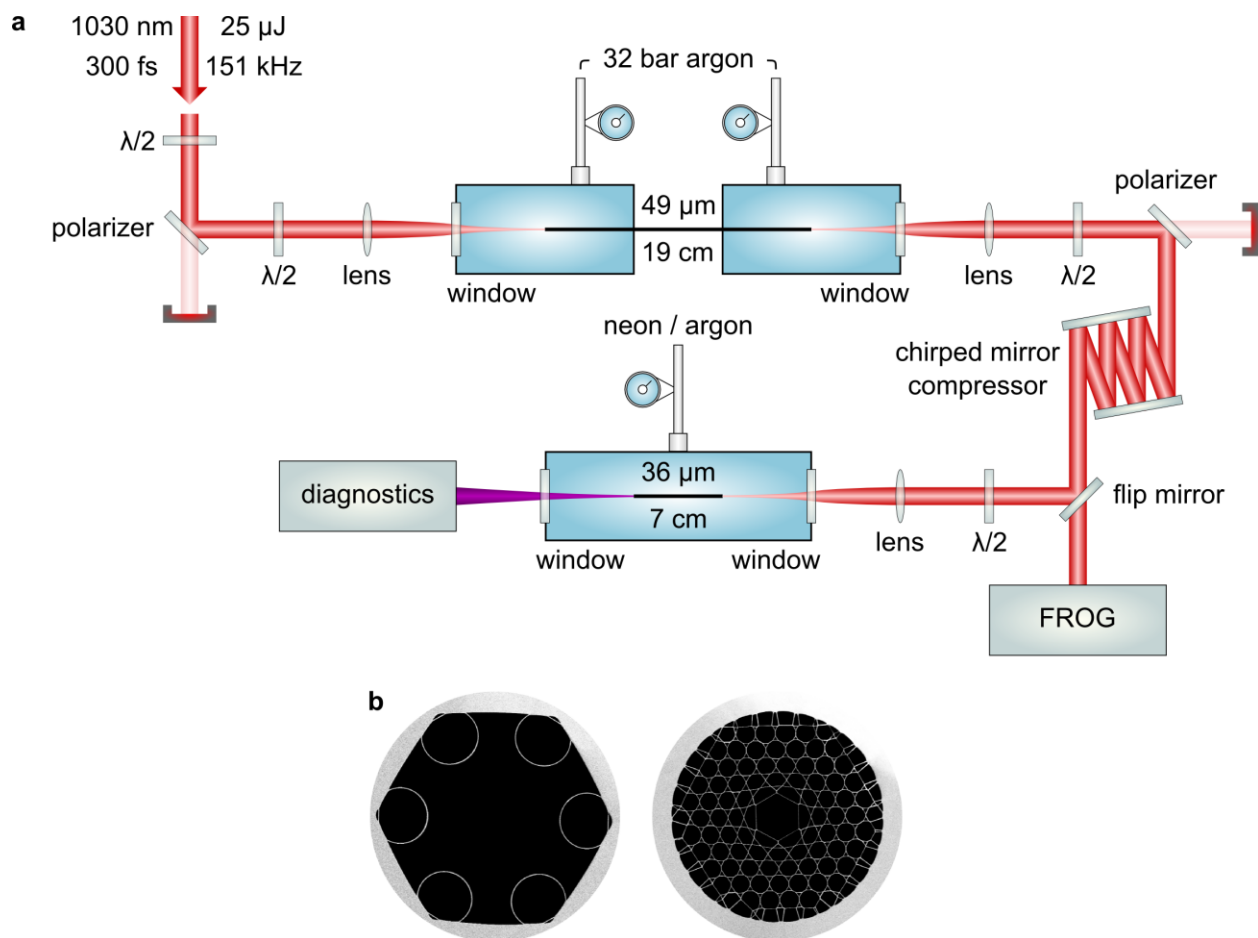 a
1030 nm 25 µJ
300 fs 151 kHz
32 bar argon
λ/2
polarizer
polarizer
49 µm
19 cm
λ/2
lens
window
window
lens
λ/2
neon / argon
chirped mirror
compressor
36 µm
7 cm
diagnostics
flip mirror
window
window
lens
λ/2
FROG
b